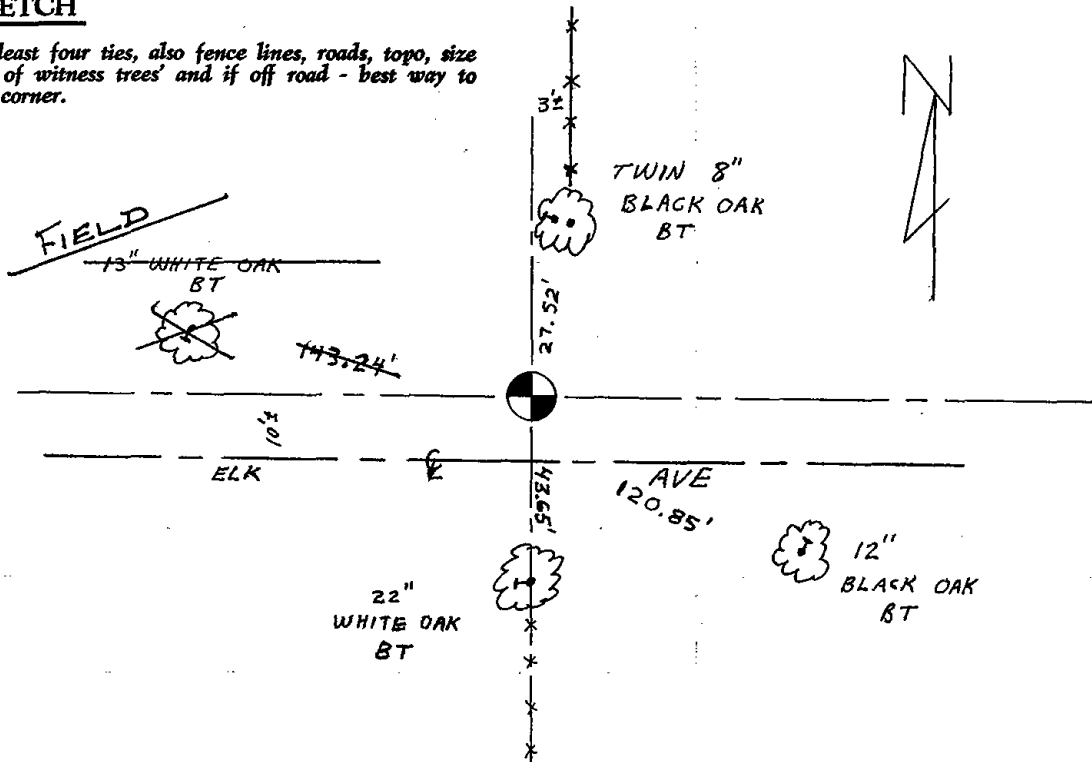 ETCH
least four ties, also fence lines, roads, topo, size
of witness trees' and if off road - best way to
corner.
N
3'±
TWIN 8"
BLACK OAK
BT
FIELD
13" WHITE OAK
BT
27.52'
143.24'
10'±
ELK
℄
AVE
43.65'
120.85'
12"
BLACK OAK
BT
22"
WHITE OAK
BT